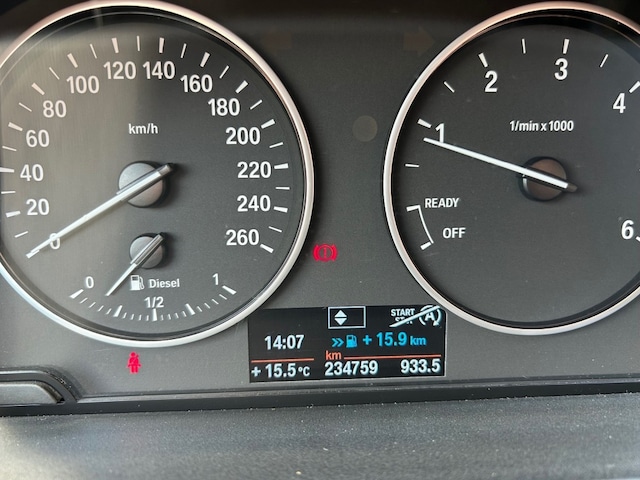 0
20
40
60
80
100
120
140
160
180
200
220
240
260
km/h
0
1/2
1
Diesel
1
2
3
4
6
1/min x 1000
READY
OFF
START
14:07
+ 15.9 km
km
+ 15.5 °C
234759
933.5